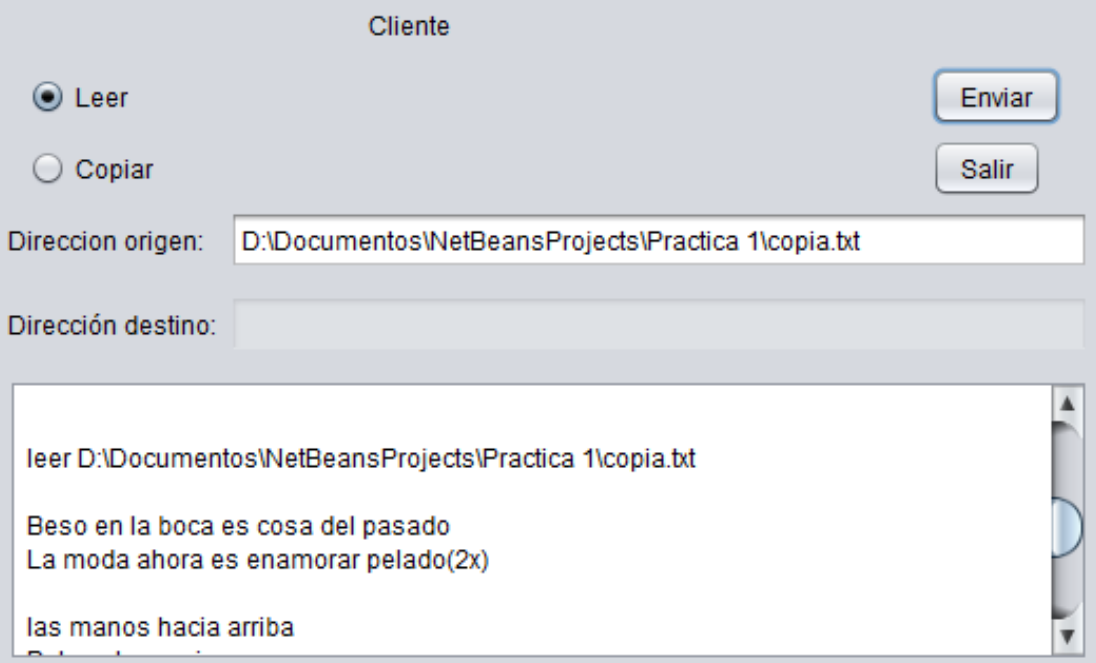 Cliente
Leer
Enviar
Copiar
Salir
Direccion origen: D:\Documentos\NetBeansProjects\Practica 1\copia.txt
Dirección destino:
leer D:\Documentos\NetBeansProjects\Practica 1\copia.txt
Beso en la boca es cosa del pasado
La moda ahora es enamorar pelado(2x)
las manos hacia arriba